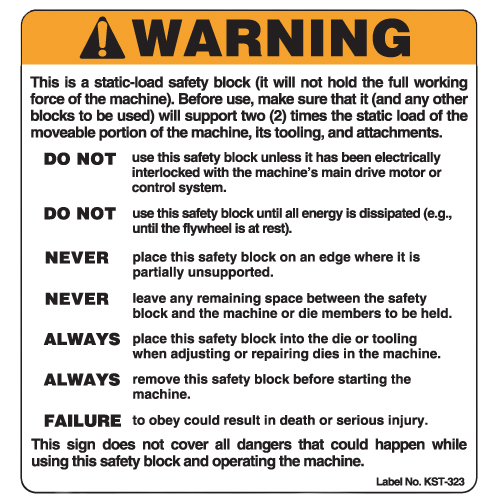 WARNING
This is a static-load safety block (it will not hold the full working
force of the machine). Before use, make sure that it (and any other
blocks to be used) will support two (2) times the static load of the
moveable portion of the machine, its tooling, and attachments.
DO NOT use this safety block unless it has been electrically
interlocked with the machine's main drive motor or
control system.
DO NOT use this safety block until all energy is dissipated (e.g.,
until the flywheel is at rest).
NEVER place this safety block on an edge where it is
partially unsupported.
NEVER leave any remaining space between the safety
block and the machine or die members to be held.
ALWAYS place this safety block into the die or tooling
when adjusting or repairing dies in the machine.
ALWAYS remove this safety block before starting the
machine.
FAILURE to obey could result in death or serious injury.
This sign does not cover all dangers that could happen while
using this safety block and operating the machine.
Label No. KST-323